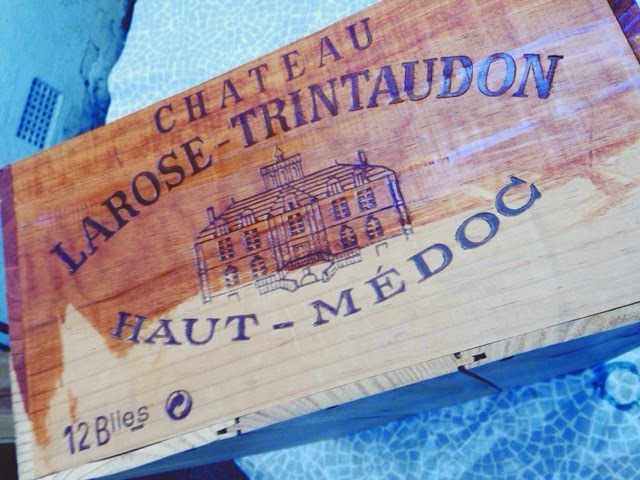 CHATEAU
LAROSE-TRINTAUDON
HAUT-MÉDOC
12 Blles